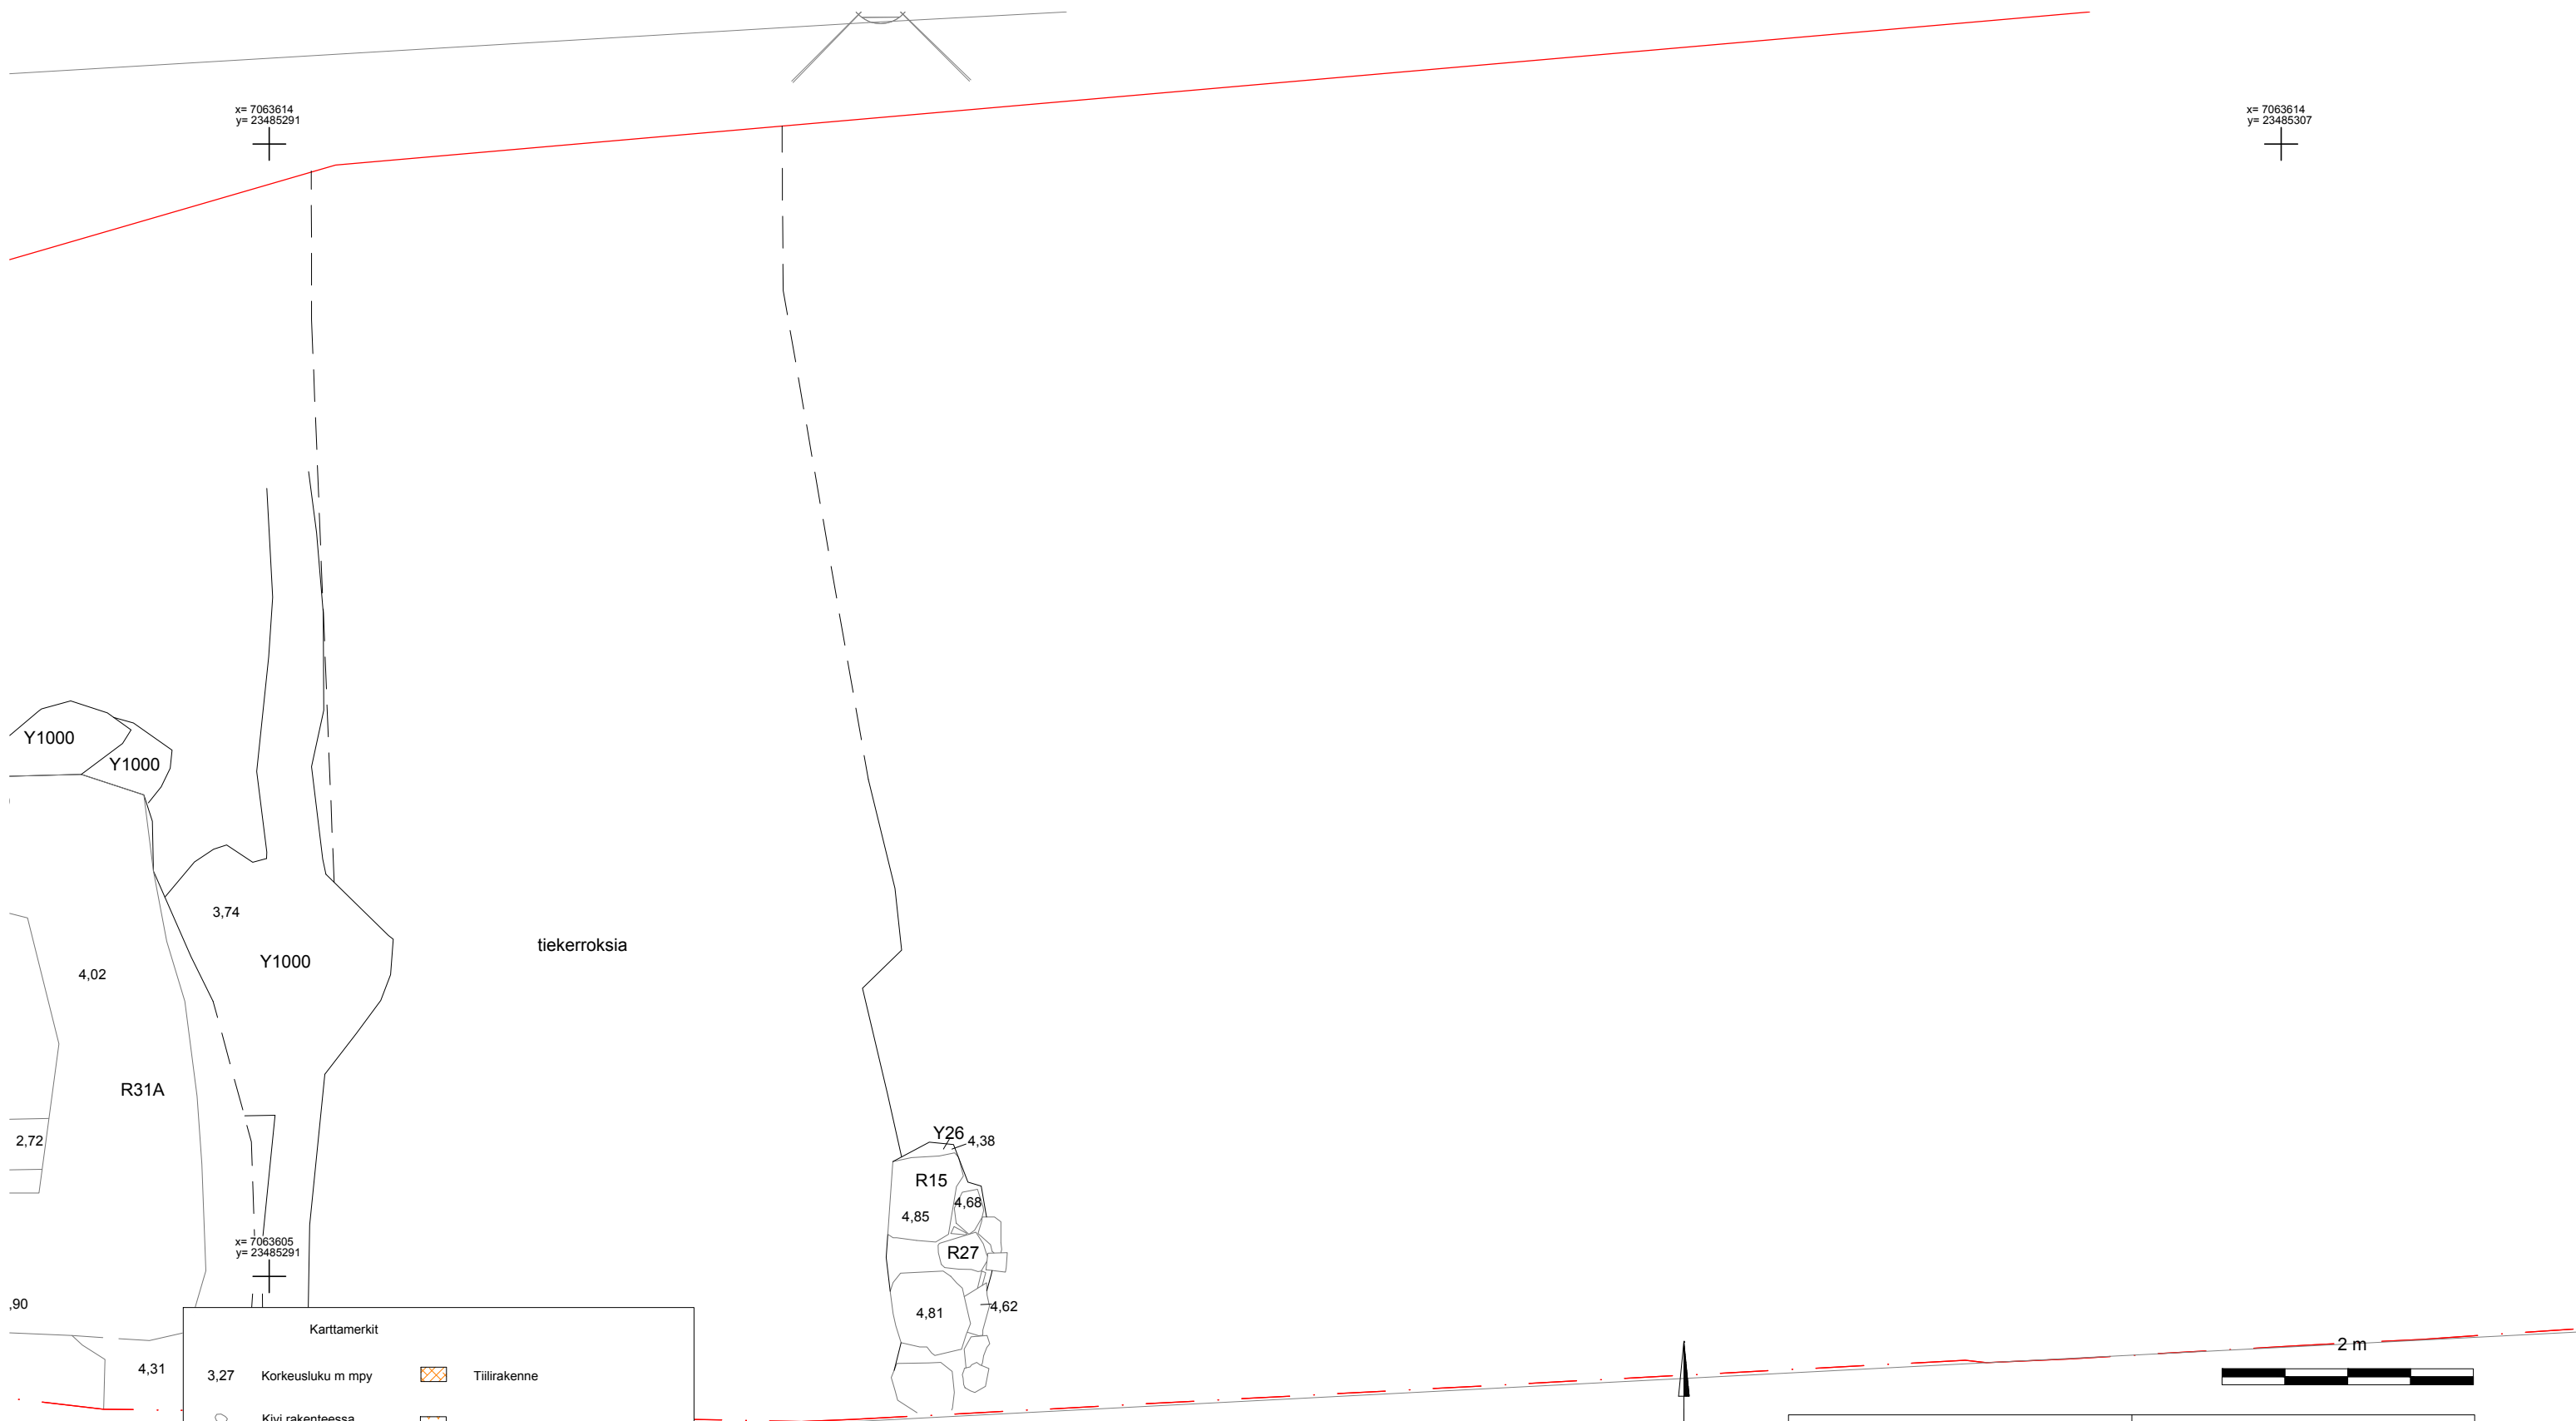 x= 7063614
y= 23485291
x= 7063614
y= 23485307
Y1000
Y1000
3,74
tiekerroksia
Y1000
4,02
R31A
2,72
Y26
4,38
R15
4,68
4,85
x= 7063605
y= 23485291
R27
,90
4,81
4,62
Karttamerkit
2 m
4,31
3,27 Korkeusluku m mpy Tiilirakenne
Kivi rakenteessa